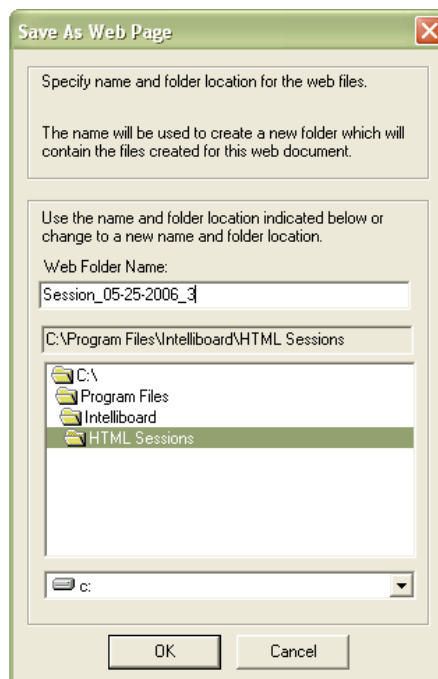 Save As Web Page
Specify name and folder location for the web files.
The name will be used to create a new folder which will
contain the files created for this web document.
Use the name and folder location indicated below or
change to a new name and folder location.
Web Folder Name:
Session_05-25-2006_3
C:\Program Files\Intelliboard\HTML Sessions
C:\
Program Files
Intelliboard
HTML Sessions
c:
OK Cancel